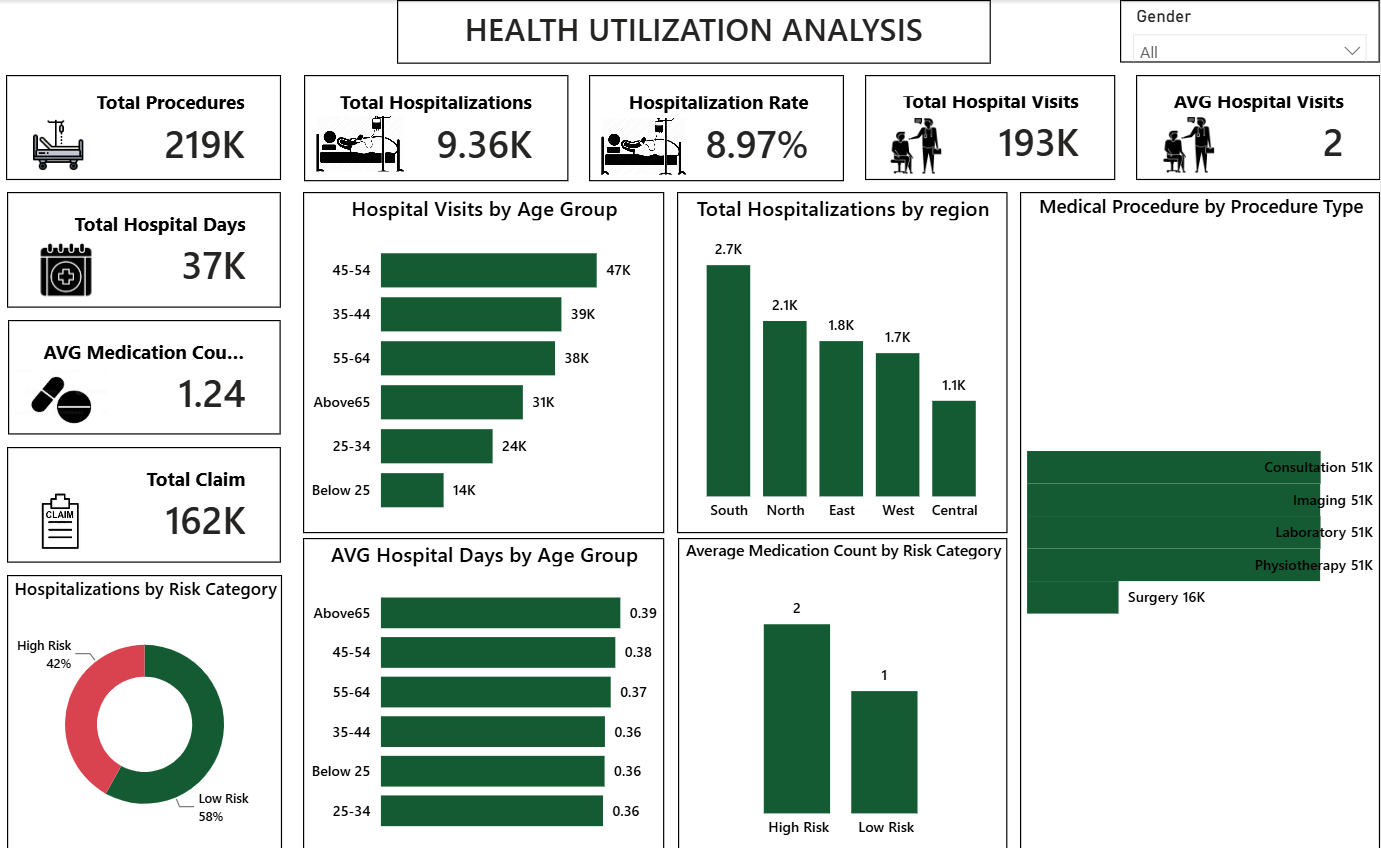 HEALTH UTILIZATION ANALYSIS
Gender
All
Total Procedures
219K
Total Hospitalizations
9.36K
Hospitalization Rate
8.97%
Total Hospital Visits
193K
AVG Hospital Visits
2
Total Hospital Days
37K
AVG Medication Cou...
1.24
CLAIM
Total Claim
162K
Hospitalizations by Risk Category
High Risk
42%
Low Risk
58%
Hospital Visits by Age Group
45-54 47K
35-44 39K
55-64 38K
Above65 31K
25-34 24K
Below 25 14K
AVG Hospital Days by Age Group
Above65 0.39
45-54 0.38
55-64 0.37
35-44 0.36
Below 25 0.36
25-34 0.36
Total Hospitalizations by region
2.7K 2.1K 1.8K 1.7K 1.1K
South North East West Central
Average Medication Count by Risk Category
2 1
High Risk Low Risk
Medical Procedure by Procedure Type
Consultation 51K
Imaging 51K
Laboratory 51K
Physiotherapy 51K
Surgery 16K